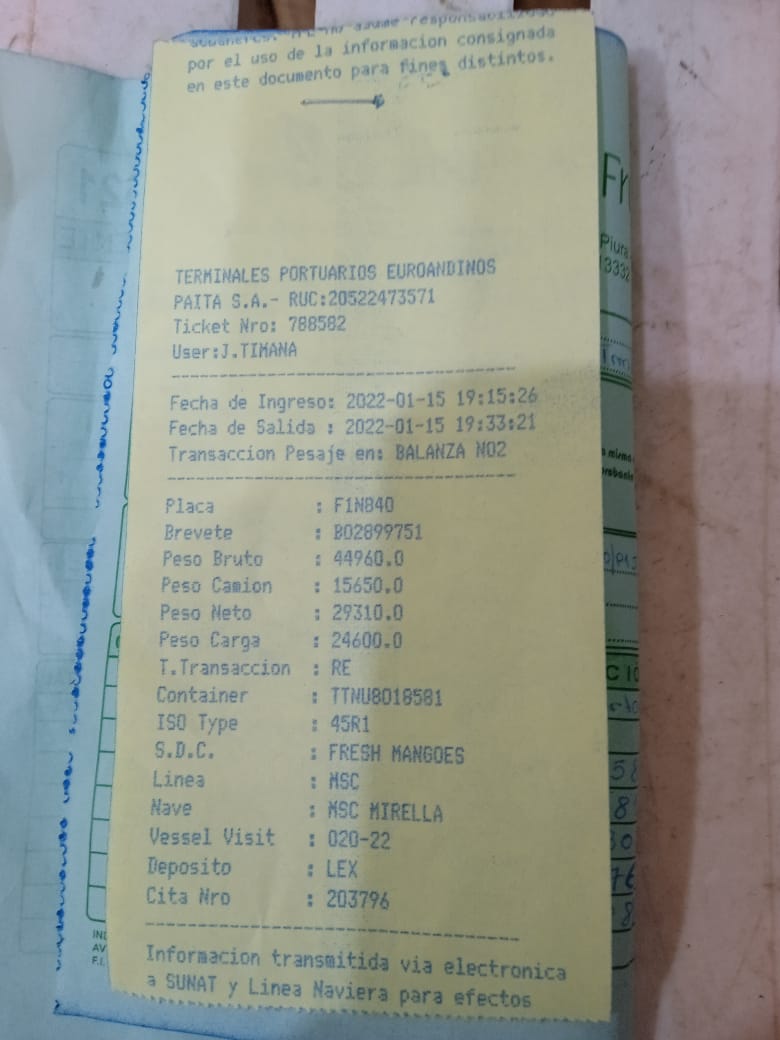 por el uso de la informacion consignada
en este documento para fines distintos.
TERMINALES PORTUARIOS EUROANDINOS
PAITA S.A.- RUC:20522473571
Ticket Nro: 788582
User:J.TIMANA
Fecha de Ingreso: 2022-01-15 19:15:26
Fecha de Salida : 2022-01-15 19:33:21
Transaccion Pesaje en: BALANZA NO2
Placa : F1N840
Brevete : B02899751
Peso Bruto : 44960.0
Peso Camion : 15650.0
Peso Neto : 29310.0
Peso Carga : 24600.0
T.Transaccion : RE
Container : TTNU8018581
ISO Type : 45R1
S.D.C. : FRESH MANGOES
Linea : MSC
Nave : MSC MIRELLA
Vessel Visit : 020-22
Deposito : LEX
Cita Nro : 203796
Informacion transmitida via electronica
a SUNAT y Linea Naviera para efectos
Piura